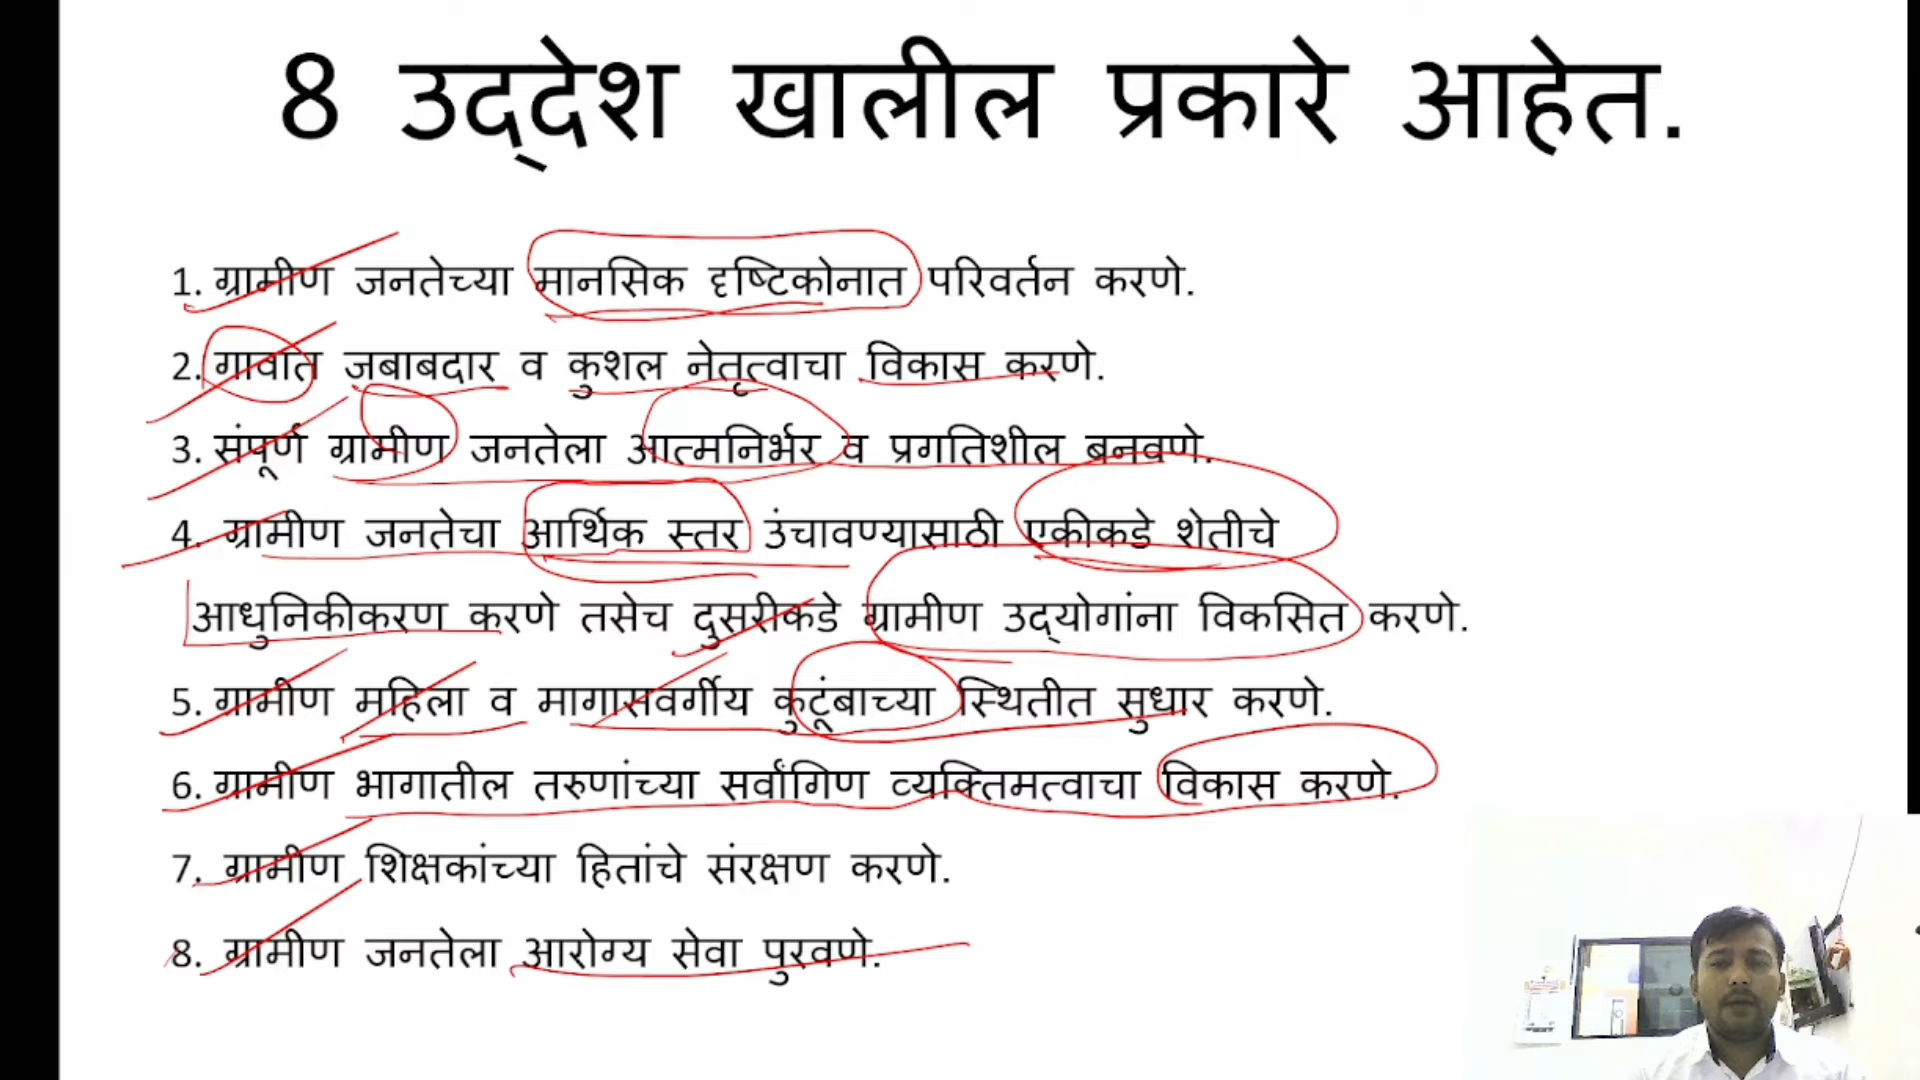 8 उद्‌देश खालील प्रकारे आहेत.
1. ग्रामीण जनतेच्या मानसिक दृष्टिकोनात परिवर्तन करणे.
2. गावात जबाबदार व कुशल नेतृत्वाचा विकास करणे.
3. संपूर्ण ग्रामीण जनतेला आत्मनिर्भर व प्रगतिशील बनवणे.
4. ग्रामीण जनतेचा आर्थिक स्तर उंचावण्यासाठी एकीकडे शेतीचे
आधुनिकीकरण करणे तसेच दुसरीकडे ग्रामीण उद्‌योगांना विकसित करणे.
5. ग्रामीण महिला व मागासवर्गीय कुटूंबाच्या स्थितीत सुधार करणे.
6. ग्रामीण भागातील तरुणांच्या सर्वांगिण व्यक्तिमत्वाचा विकास करणे.
7. ग्रामीण शिक्षकांच्या हितांचे संरक्षण करणे.
8. ग्रामीण जनतेला आरोग्य सेवा पुरवणे.